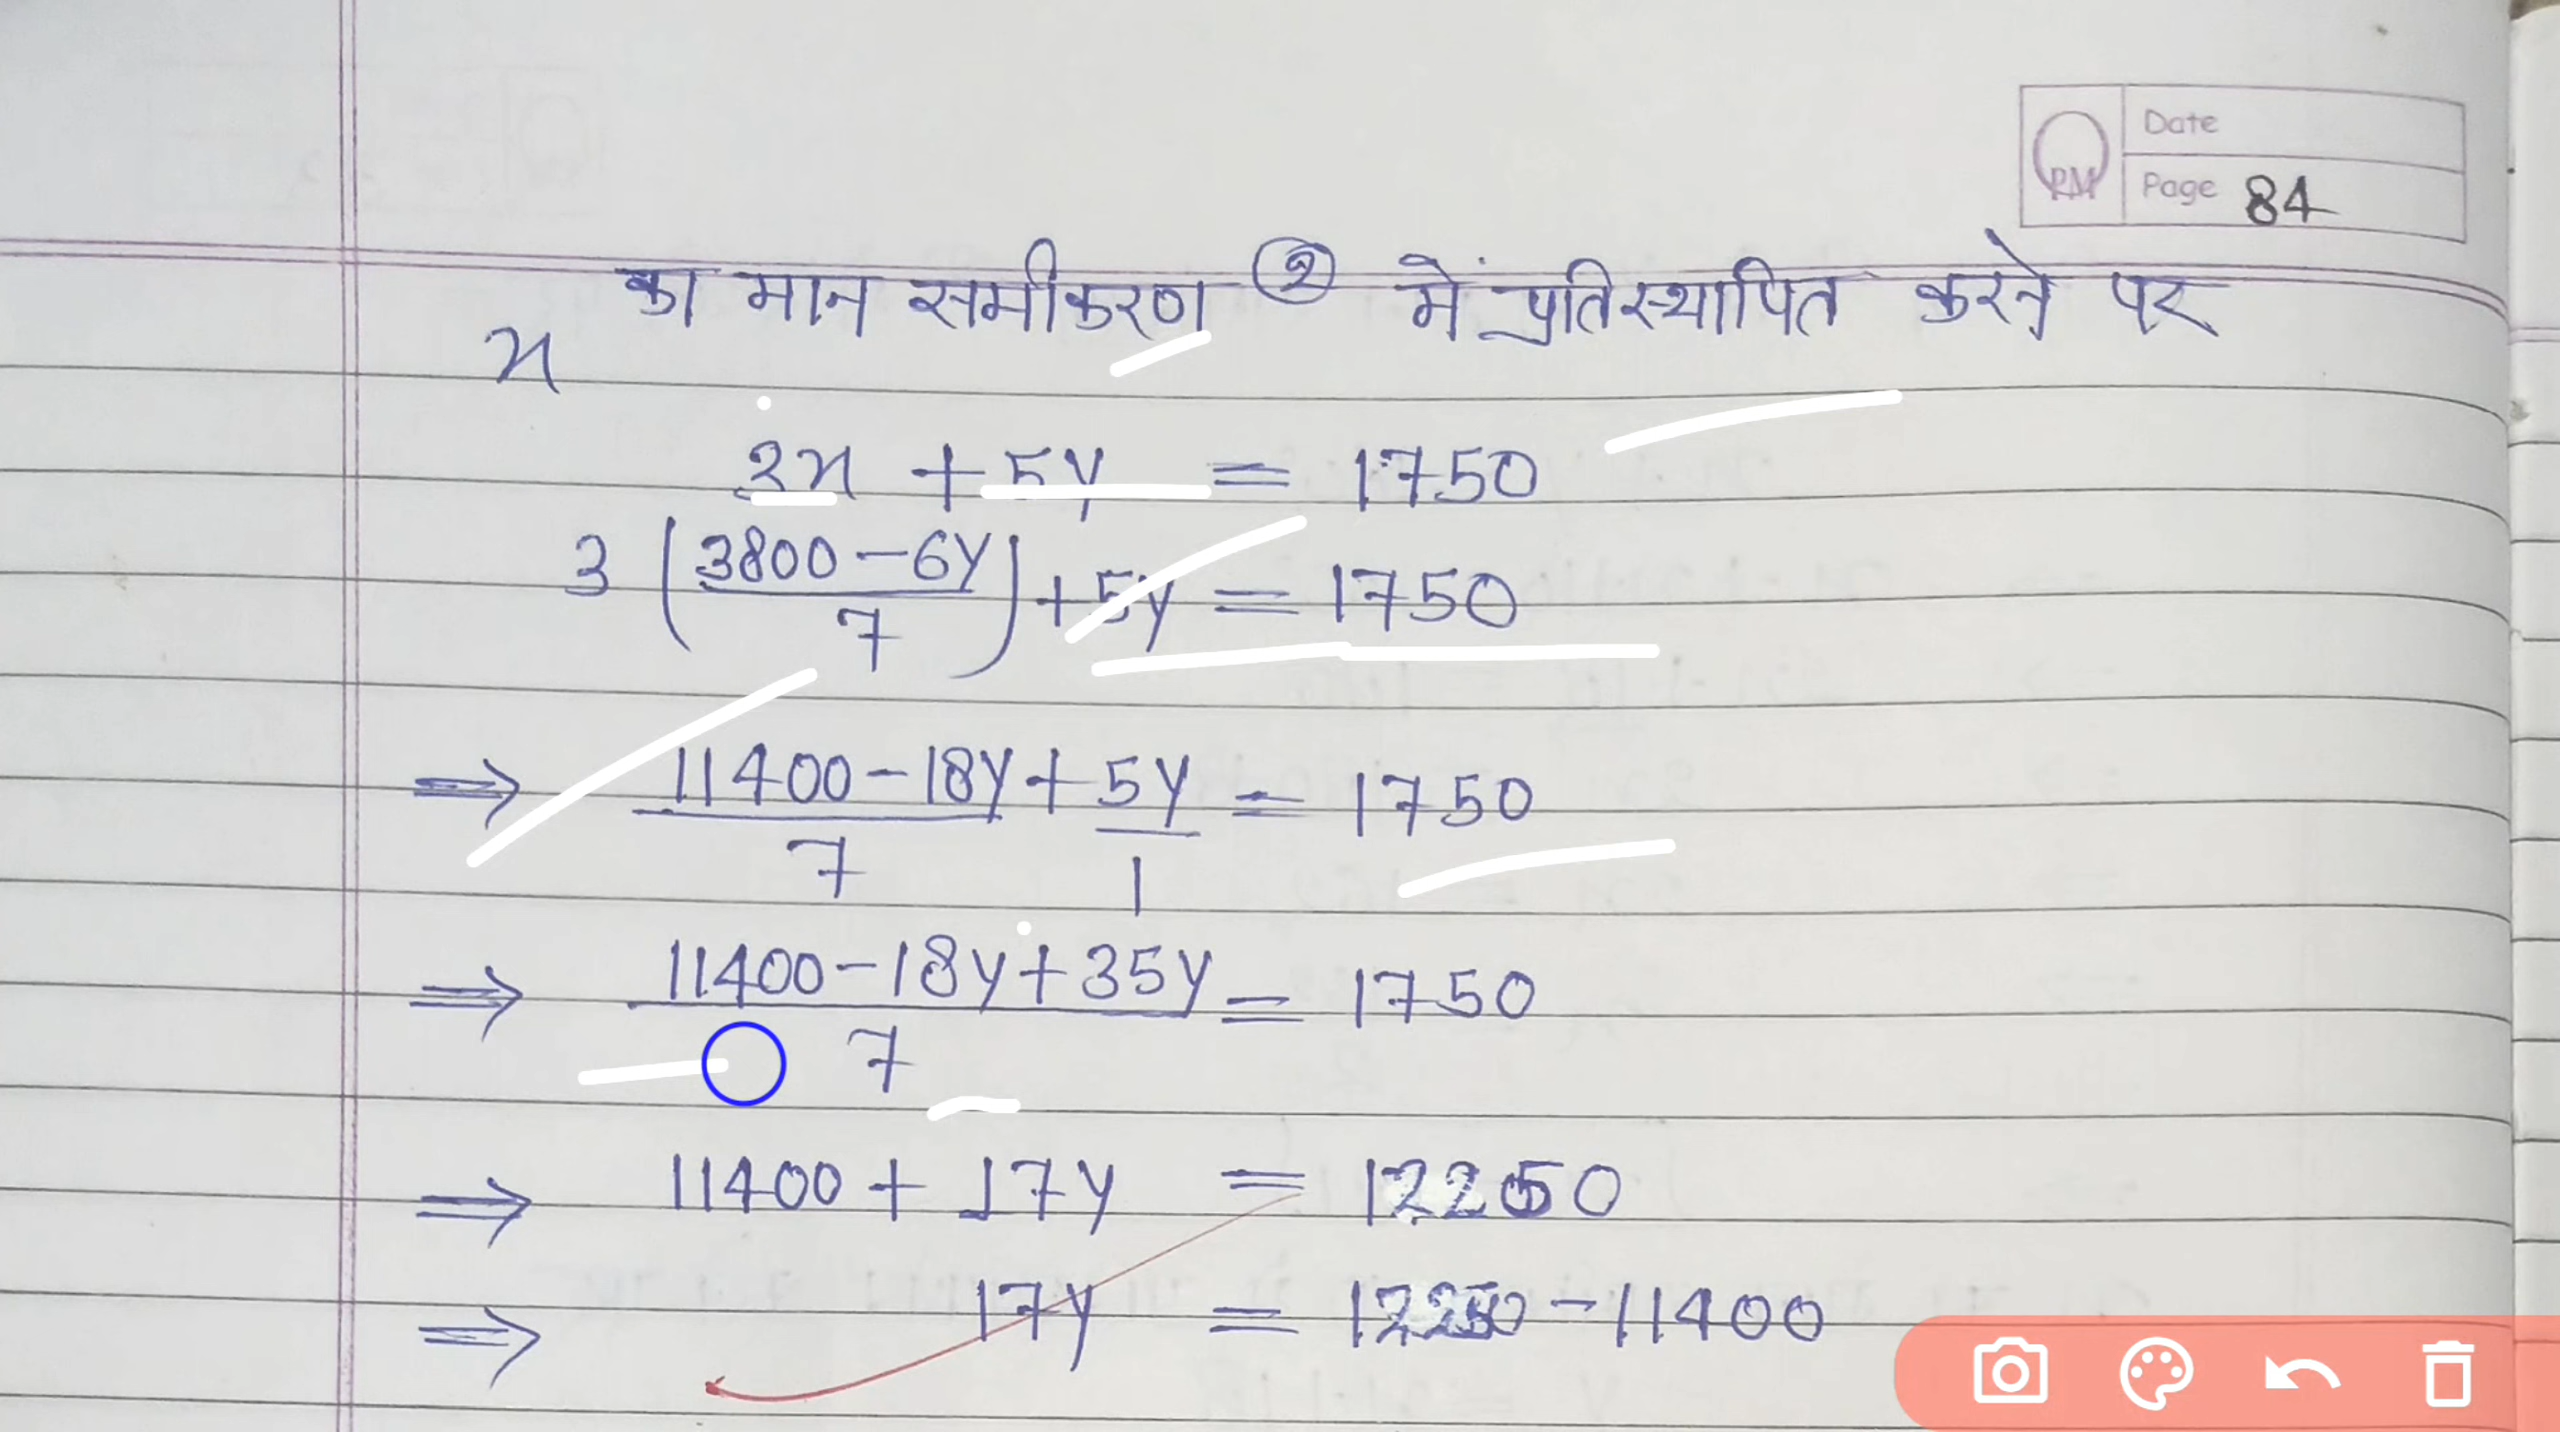 Date
RM Page 84
x का मान समीकरण ② में प्रतिस्थापित करने पर
3x + 5y = 1750
3 (3800 - 6y / 7) + 5y = 1750
⇒ 11400 - 18y / 7 + 5y / 1 = 1750
⇒ 11400 - 18y + 35y / 7 = 1750
⇒ 11400 + 17y = 12250
⇒ 17y = 12250 - 11400